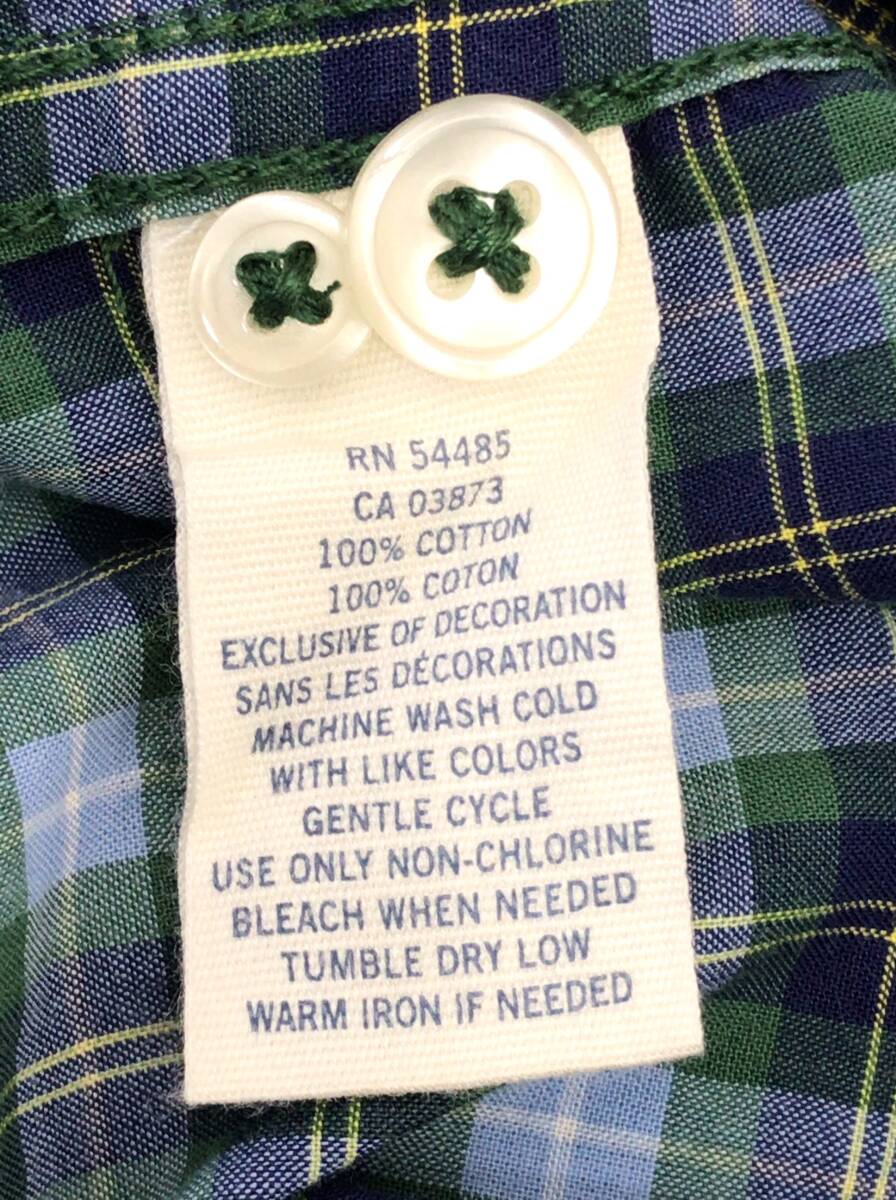 RN 54485
CA 03873
100% COTTON
100% COTON
EXCLUSIVE OF DECORATION
SANS LES DÉCORATIONS
MACHINE WASH COLD
WITH LIKE COLORS
GENTLE CYCLE
USE ONLY NON-CHLORINE
BLEACH WHEN NEEDED
TUMBLE DRY LOW
WARM IRON IF NEEDED